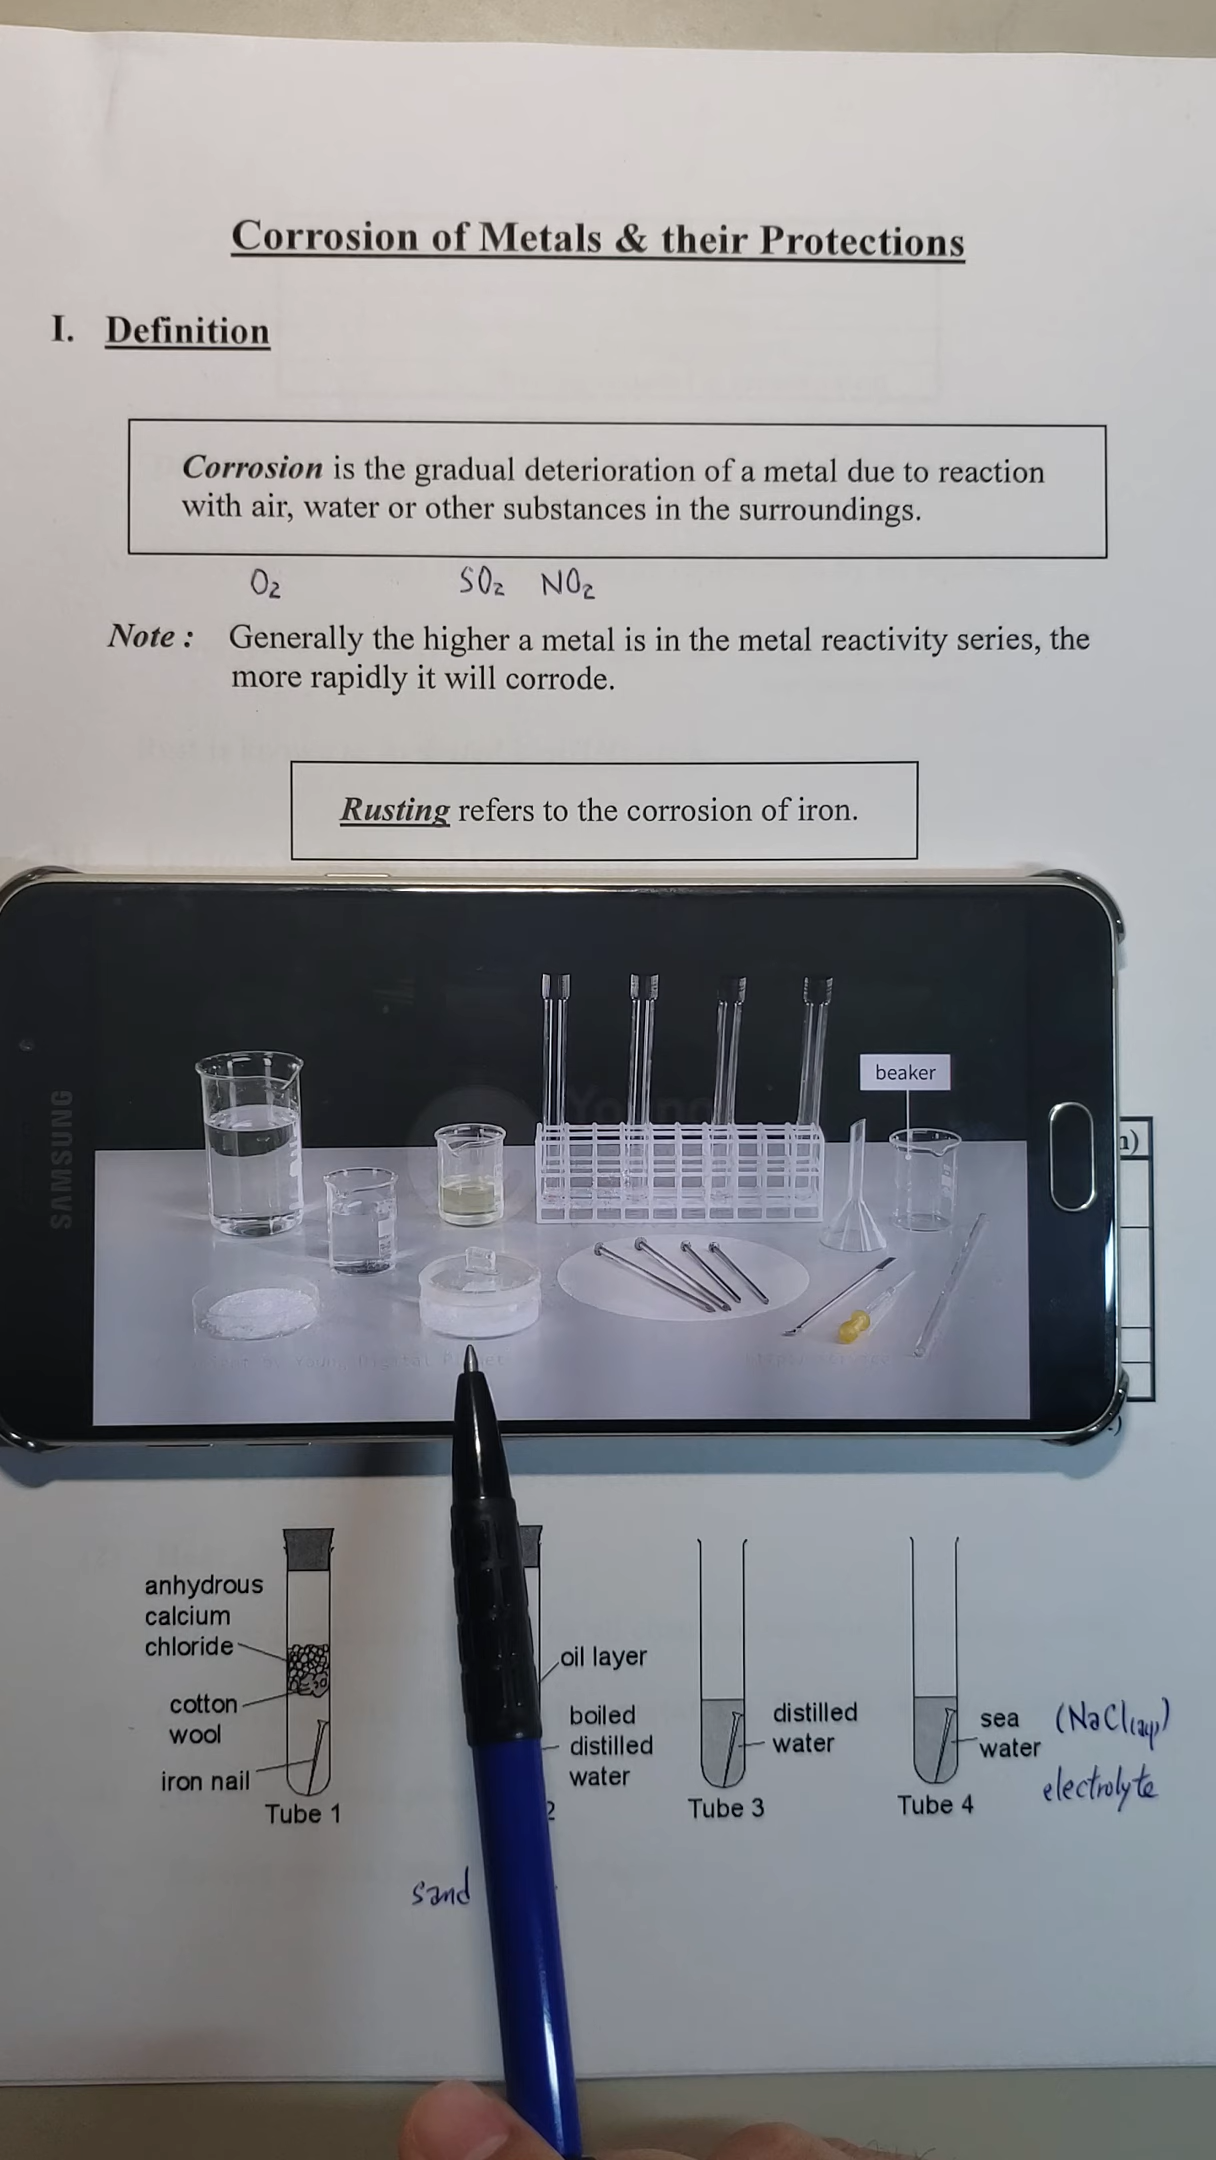 Corrosion of Metals & their Protections
I. Definition
Corrosion is the gradual deterioration of a metal due to reaction
with air, water or other substances in the surroundings.
O₂ SO₂ NO₂
Note : Generally the higher a metal is in the metal reactivity series, the
more rapidly it will corrode.
Rusting refers to the corrosion of iron.
SAMSUNG
beaker
anhydrous
calcium
chloride
cotton
wool
iron nail
Tube 1
oil layer
boiled
distilled
water
2
distilled
water
Tube 3
sea
water
(NaCl(aq))
electrolyte
Tube 4
sand